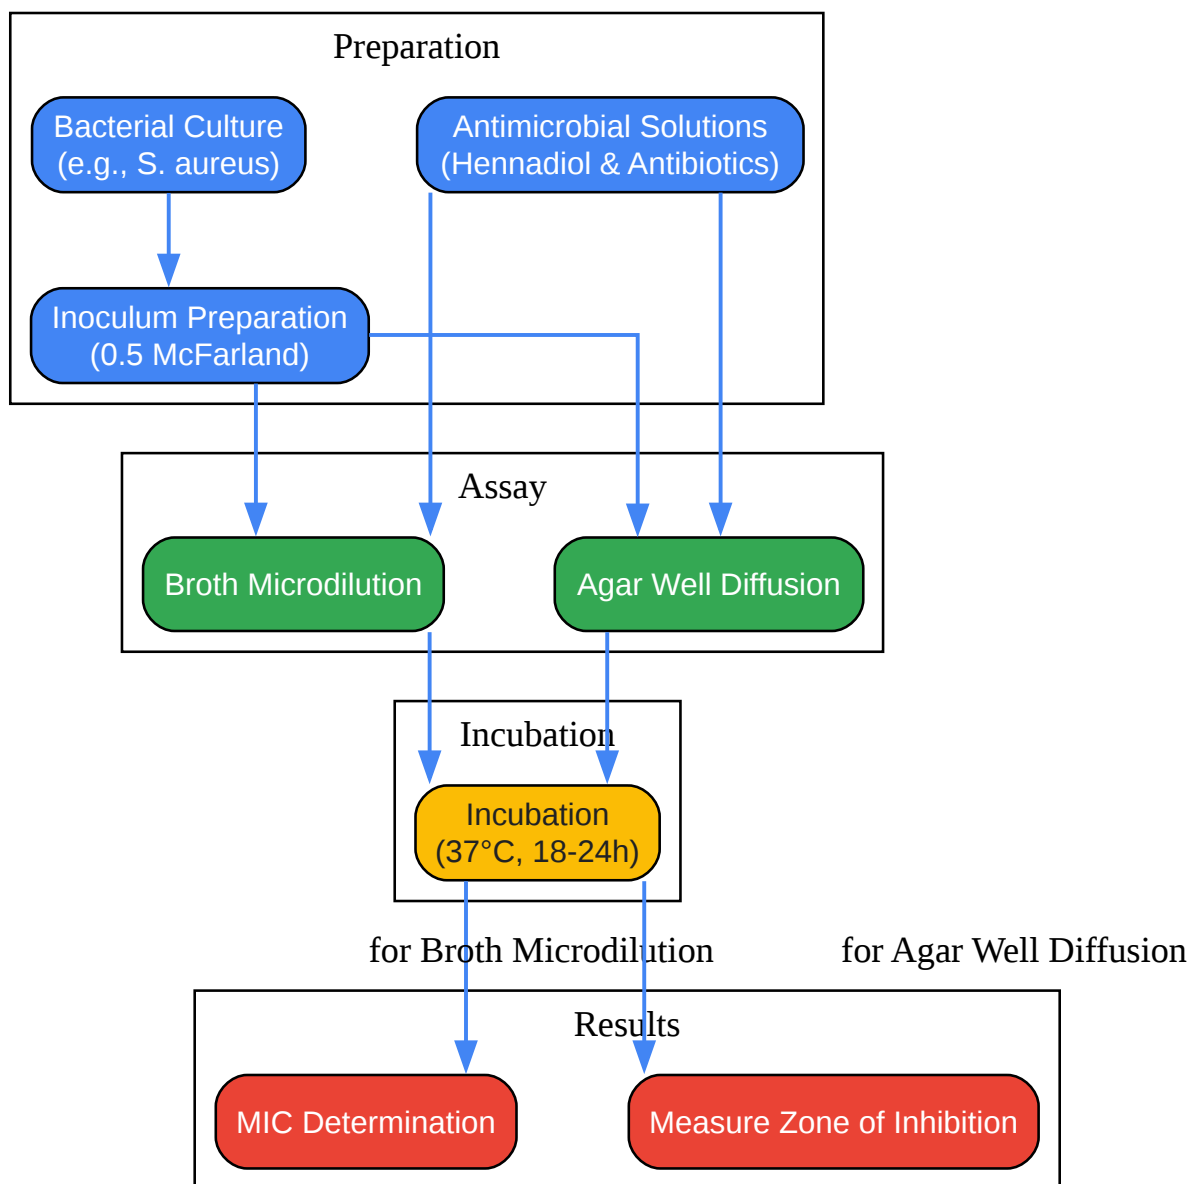 Preparation
Bacterial Culture
(e.g., S. aureus)
Antimicrobial Solutions
(Hennadiol & Antibiotics)
Inoculum Preparation
(0.5 McFarland)
Assay
Broth Microdilution
Agar Well Diffusion
Incubation
Incubation
(37°C, 18-24h)
for Broth Microdilution
for Agar Well Diffusion
Results
MIC Determination
Measure Zone of Inhibition